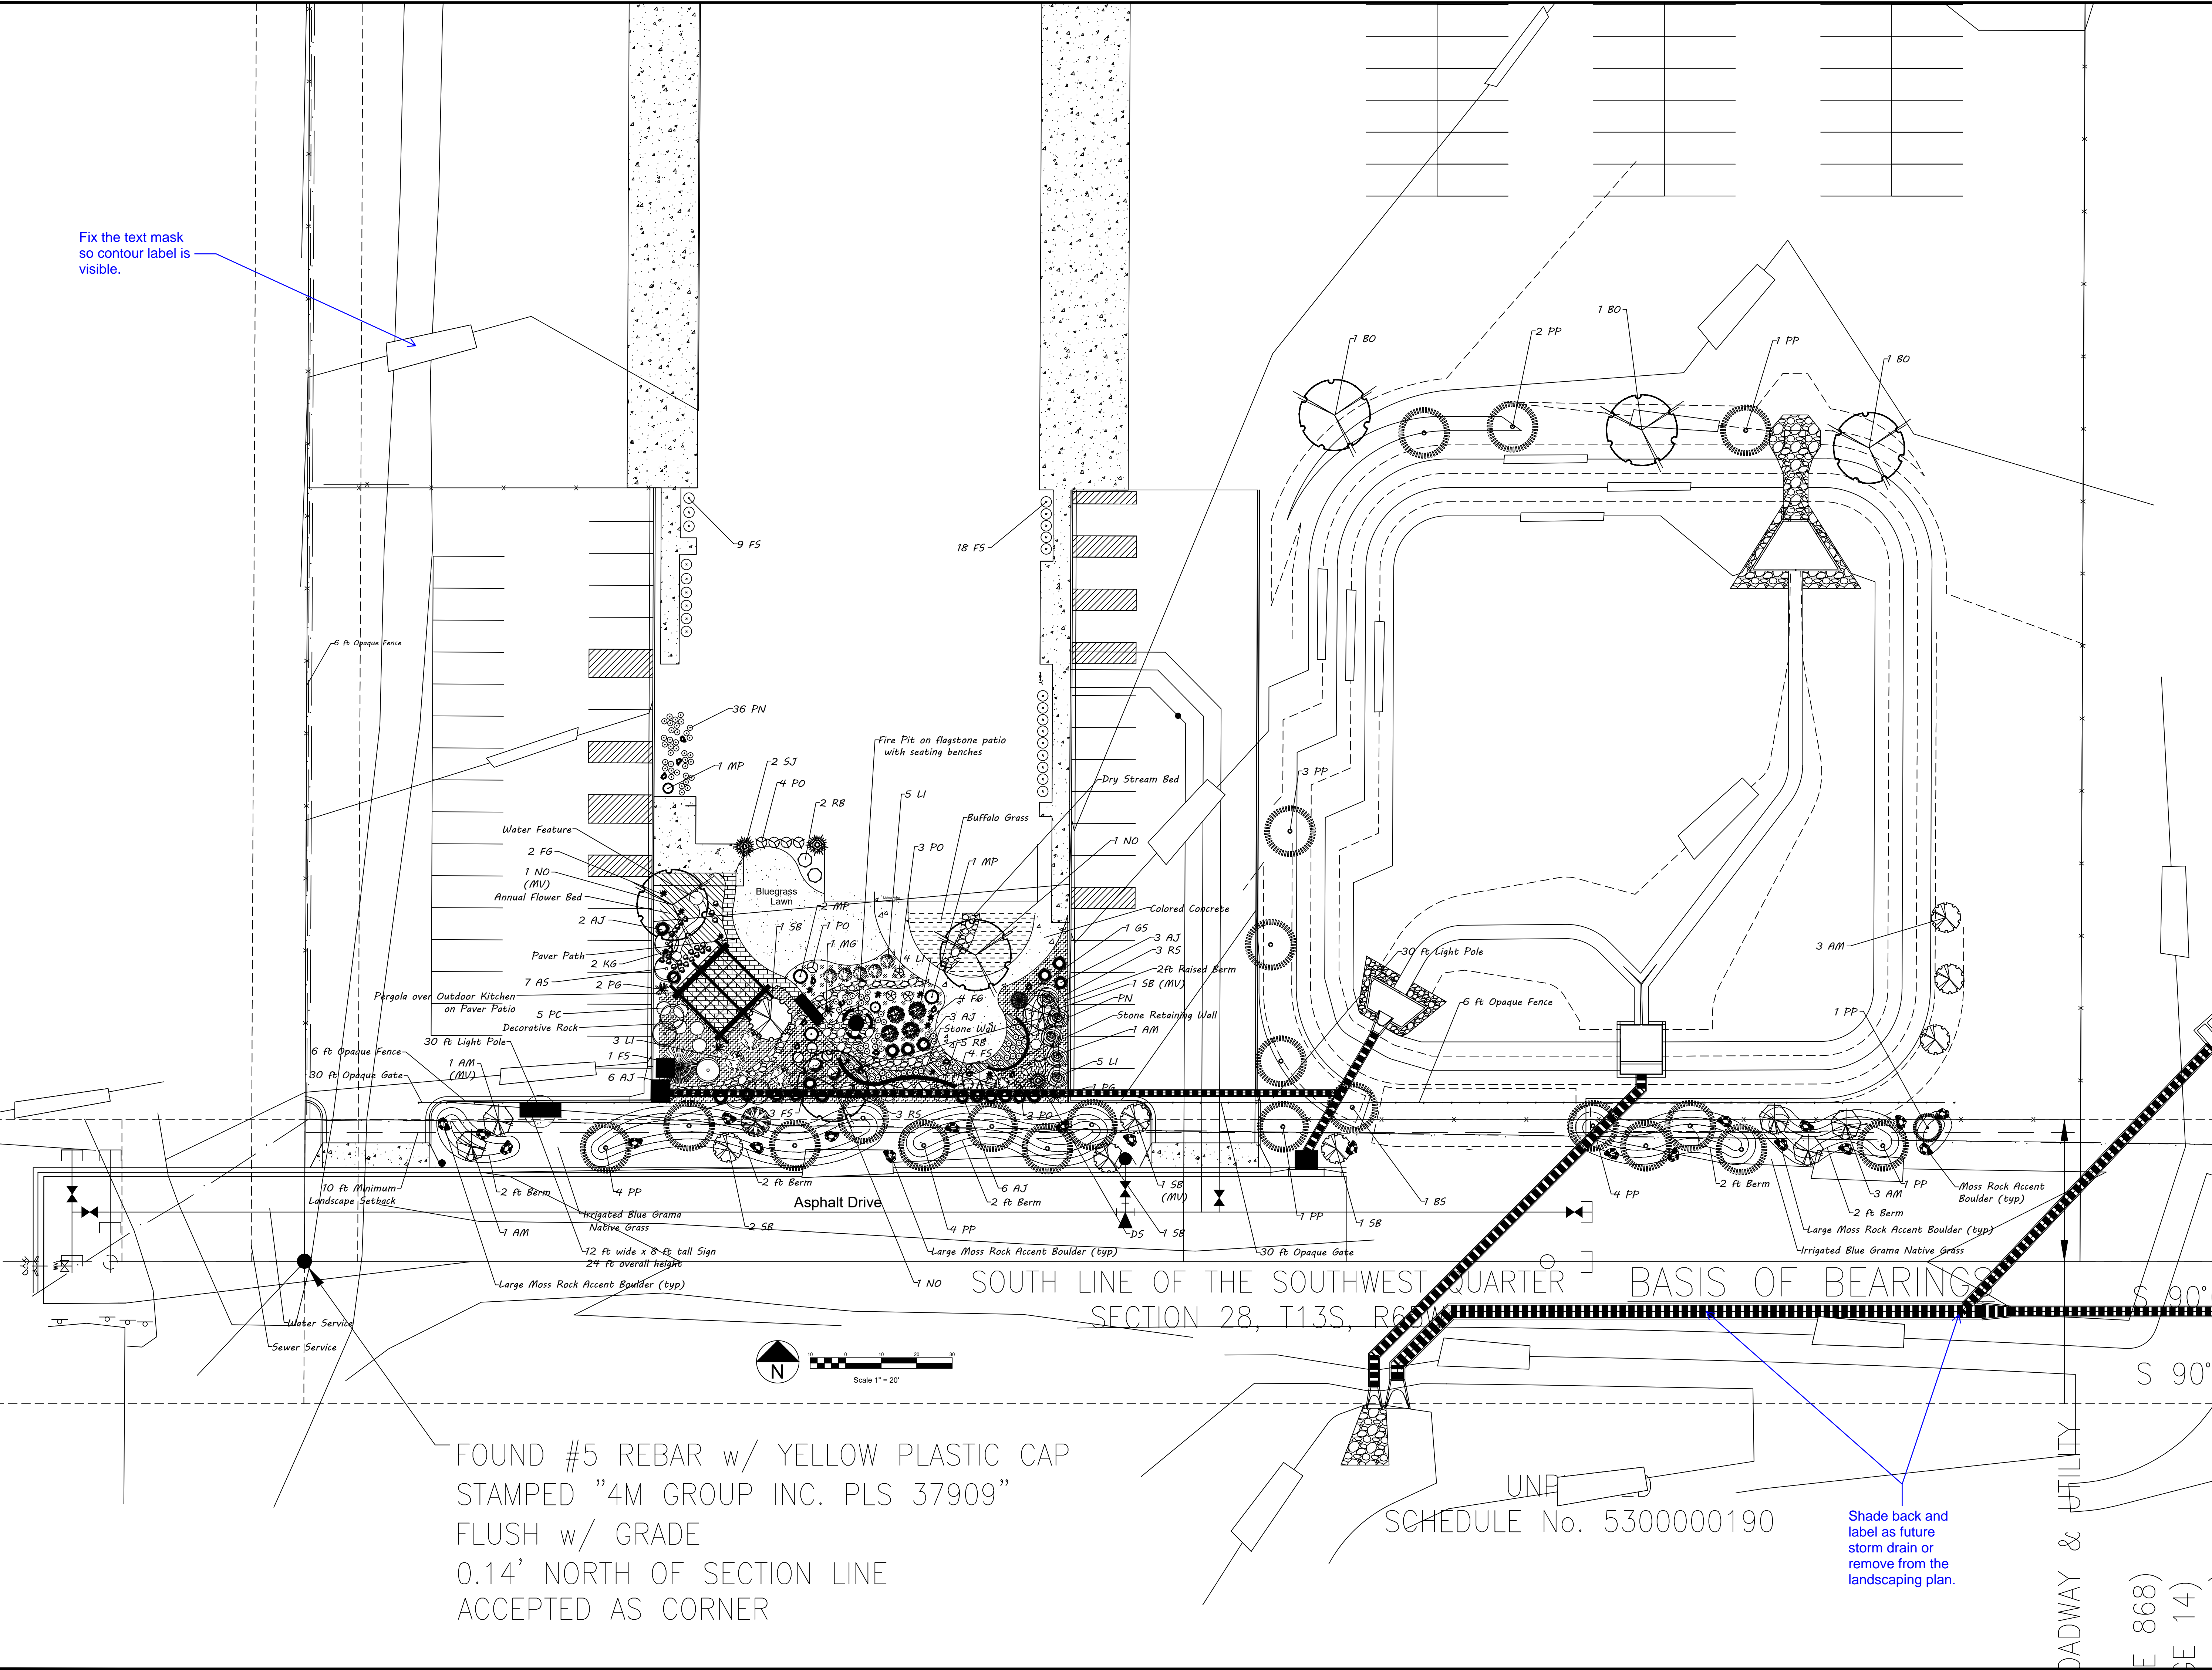 Fix the text mask
so contour label is
visible.
1 BO
2 PP
1 BO
1 PP
1 BO
9 FS
18 FS
6 ft Opaque Fence
36 PN
1 MP
2 SJ
4 PO
2 RB
Fire Pit on flagstone patio
with seating benches
5 LI
Dry Stream Bed
3 PP
Water Feature
2 FG
1 NO
(MV)
Annual Flower Bed
2 AJ
Paver Path
2 KG
7 AS
2 PG
Pergola over Outdoor Kitchen
on Paver Patio
5 PC
Decorative Rock
3 LI
1 FS
6 AJ
Bluegrass
Lawn
Buffalo Grass
3 PO
1 MP
1 NO
2 MP
1 PO
1 SB
1 MG
4 LI
4 FG
3 AJ
Stone Wall
5 RB
4 FS
Colored Concrete
1 GS
3 AJ
3 RS
2ft Raised Berm
1 SB (MV)
PN
Stone Retaining Wall
1 AM
5 LI
1 PG
3 FS
3 RS
3 PO
30 ft Light Pole
6 ft Opaque Fence
3 AM
1 PP
30 ft Light Pole
6 ft Opaque Fence
1 AM
(MV)
30 ft Opaque Gate
10 ft Minimum
Landscape Setback
2 ft Berm
1 AM
4 PP
Irrigated Blue Grama
Native Grass
12 ft wide x 8 ft tall Sign
24 ft overall height
Large Moss Rock Accent Boulder (typ)
2 ft Berm
2 SB
Asphalt Drive
4 PP
6 AJ
2 ft Berm
Large Moss Rock Accent Boulder (typ)
1 NO
DS
1 SB
(MV)
1 SB
30 ft Opaque Gate
1 PP
1 SB
1 BS
4 PP
2 ft Berm
3 AM
2 ft Berm
1 PP
Moss Rock Accent
Boulder (typ)
Large Moss Rock Accent Boulder (typ)
Irrigated Blue Grama Native Grass
Water Service
Sewer Service
SOUTH LINE OF THE SOUTHWEST QUARTER
SECTION 28, T13S,
BASIS OF BEARINGS
S 90°
S 90°
N
10 0 10 20 30
Scale 1" = 20'
FOUND #5 REBAR w/ YELLOW PLASTIC CAP
STAMPED "4M GROUP INC. PLS 37909"
FLUSH w/ GRADE
0.14' NORTH OF SECTION LINE
ACCEPTED AS CORNER
SCHEDULE No. 5300000190
Shade back and
label as future
storm drain or
remove from the
landscaping plan.
OADWAY & UTILITY
E 868)
GE 14)